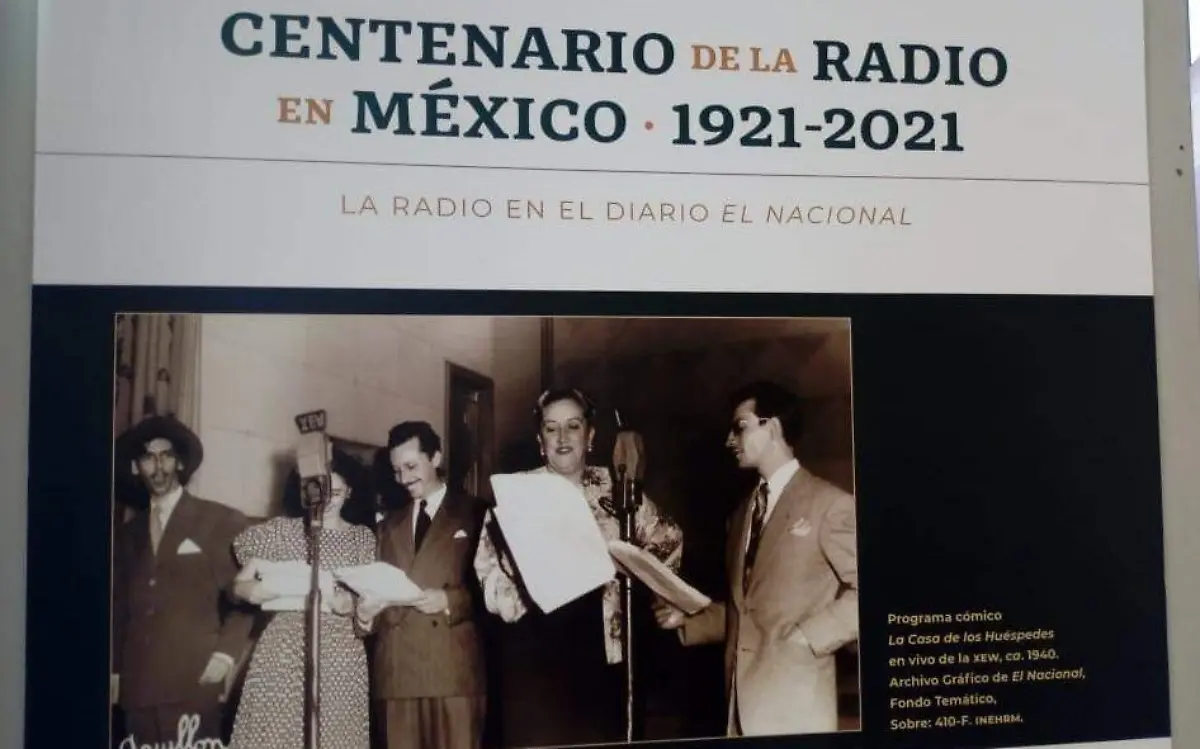 CENTENARIO DE LA RADIO
EN MÉXICO · 1921-2021
LA RADIO EN EL DIARIO EL NACIONAL
XEW
Programa cómico
La Casa de los Huéspedes
en vivo de la XEW, ca. 1940.
Archivo Gráfico de El Nacional,
Fondo Temático,
Sobre: 410-F. INEHRM.